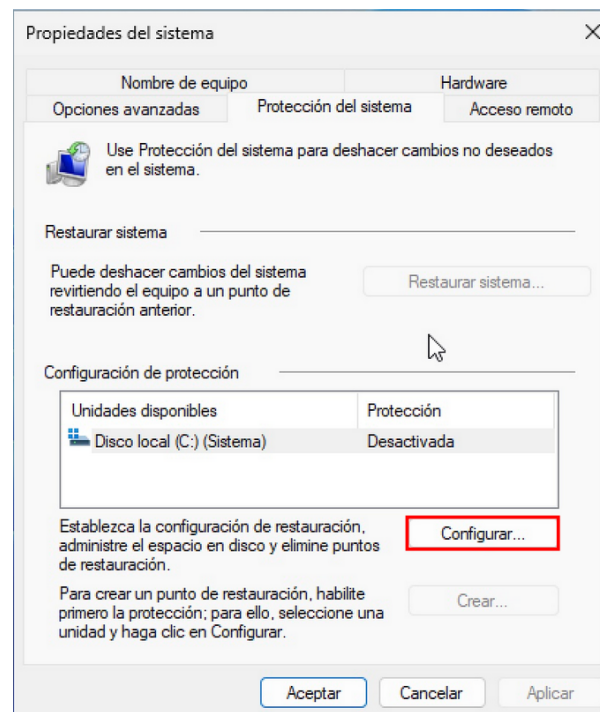 Propiedades del sistema
Nombre de equipo
Hardware
Opciones avanzadas
Protección del sistema
Acceso remoto
Use Protección del sistema para deshacer cambios no deseados
en el sistema.
Restaurar sistema
Puede deshacer cambios del sistema
revirtiendo el equipo a un punto de
restauración anterior.
Restaurar sistema...
Configuración de protección
Unidades disponibles
Protección
Disco local (C:) (Sistema)
Desactivada
Establezca la configuración de restauración,
administre el espacio en disco y elimine puntos
de restauración.
Configurar...
Para crear un punto de restauración, habilite
primero la protección; para ello, seleccione una
unidad y haga clic en Configurar.
Crear...
Aceptar
Cancelar
Aplicar